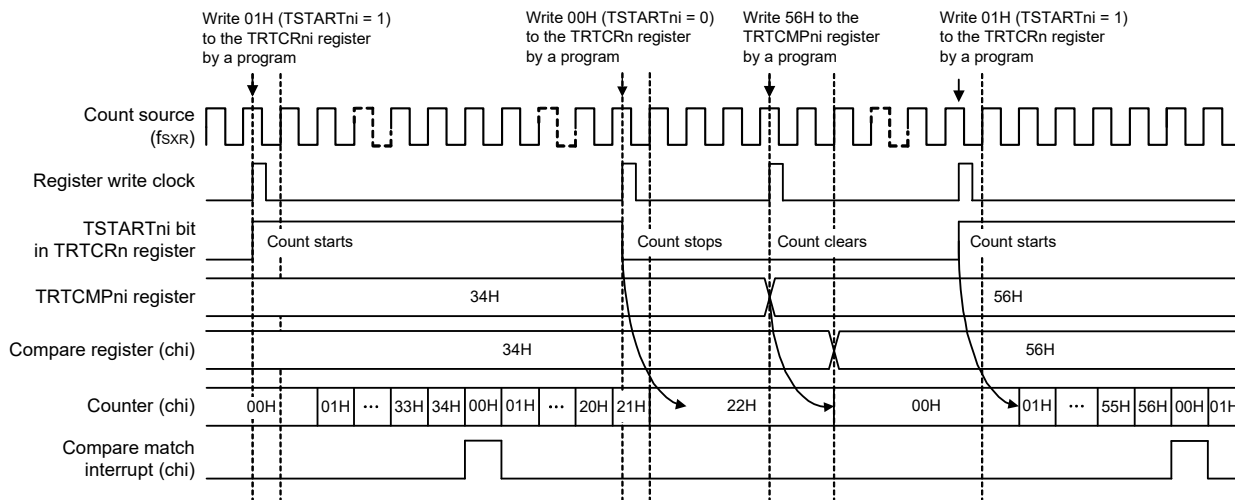 Write 01H (TSTARTni = 1)
to the TRTCRni register
by a program
Write 00H (TSTARTni = 0)
to the TRTCRn register
by a program
Write 56H to the
TRTCMPni register
by a program
Write 01H (TSTARTni = 1)
to the TRTCRn register
by a program
Count source
(fSXR)
Register write clock
TSTARTni bit
in TRTCRn register
Count starts
Count stops
Count clears
Count starts
TRTCMPni register
34H
56H
Compare register (chi)
34H
56H
Counter (chi)
00H 01H ... 33H 34H 00H 01H ... 20H 21H 22H 00H 01H ... 55H 56H 00H 01H
Compare match
interrupt (chi)